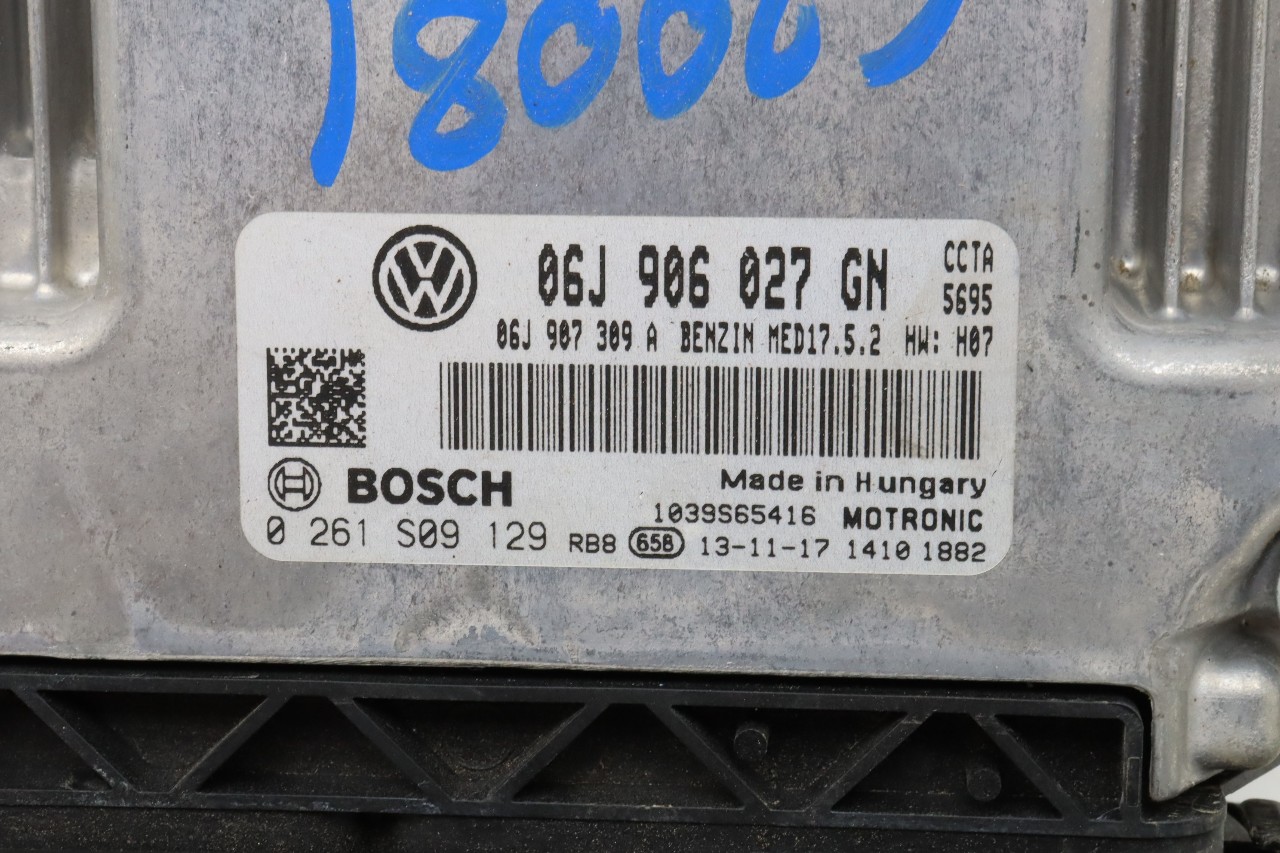 06J 906 027 GN
CCTA
5695
06J 907 309 A BENZIN MED17.5.2 HW: H07
BOSCH
Made in Hungary
1039S65416 MOTRONIC
0 261 S09 129 RB8 658 13-11-17 1410 1882